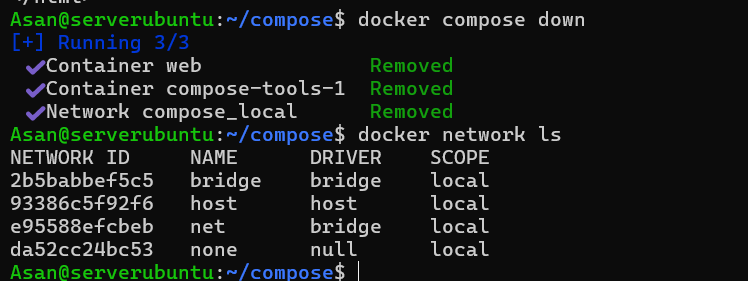 Asan@serverubuntu:~/compose$ docker compose down
[+] Running 3/3
✔Container web Removed
✔Container compose-tools-1 Removed
✔Network compose_local Removed
Asan@serverubuntu:~/compose$ docker network ls
NETWORK ID NAME DRIVER SCOPE
2b5babbef5c5 bridge bridge local
93386c5f92f6 host host local
e95588efcbeb net bridge local
da52cc24bc53 none null local
Asan@serverubuntu:~/compose$